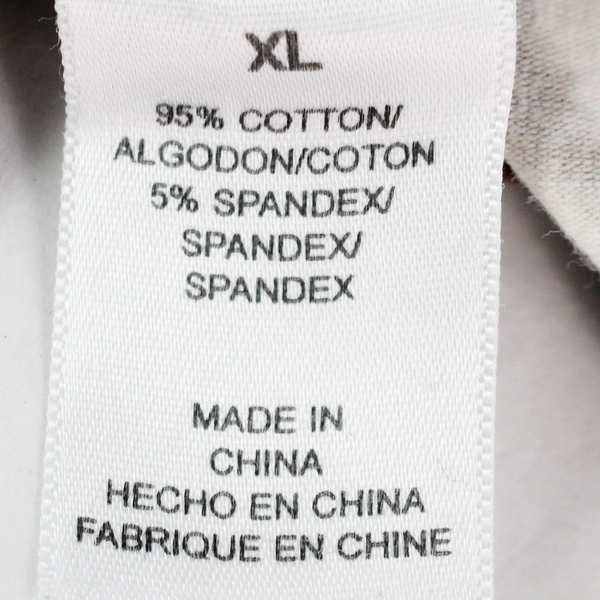 XL
95% COTTON/
ALGODON/COTON
5% SPANDEX/
SPANDEX/
SPANDEX
MADE IN
CHINA
HECHO EN CHINA
FABRIQUE EN CHINE